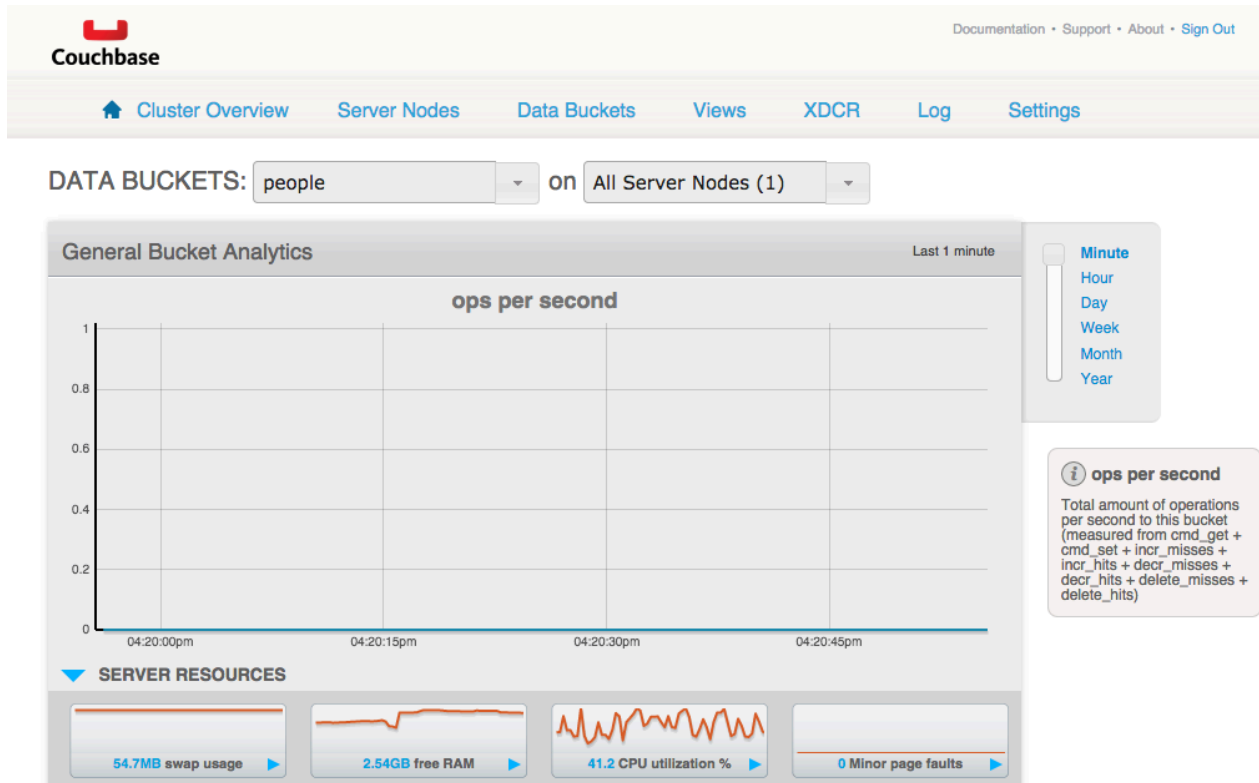 Documentation • Support • About • Sign Out
Couchbase
Cluster Overview Server Nodes Data Buckets Views XDCR Log Settings
DATA BUCKETS: people on All Server Nodes (1)
General Bucket Analytics Last 1 minute
ops per second
1
0.8
0.6
0.4
0.2
0
04:20:00pm 04:20:15pm 04:20:30pm 04:20:45pm
Minute
Hour
Day
Week
Month
Year
i ops per second
Total amount of operations
per second to this bucket
(measured from cmd_get +
cmd_set + incr_misses +
incr_hits + decr_misses +
decr_hits + delete_misses +
delete_hits)
SERVER RESOURCES
54.7MB swap usage 2.54GB free RAM 41.2 CPU utilization % 0 Minor page faults